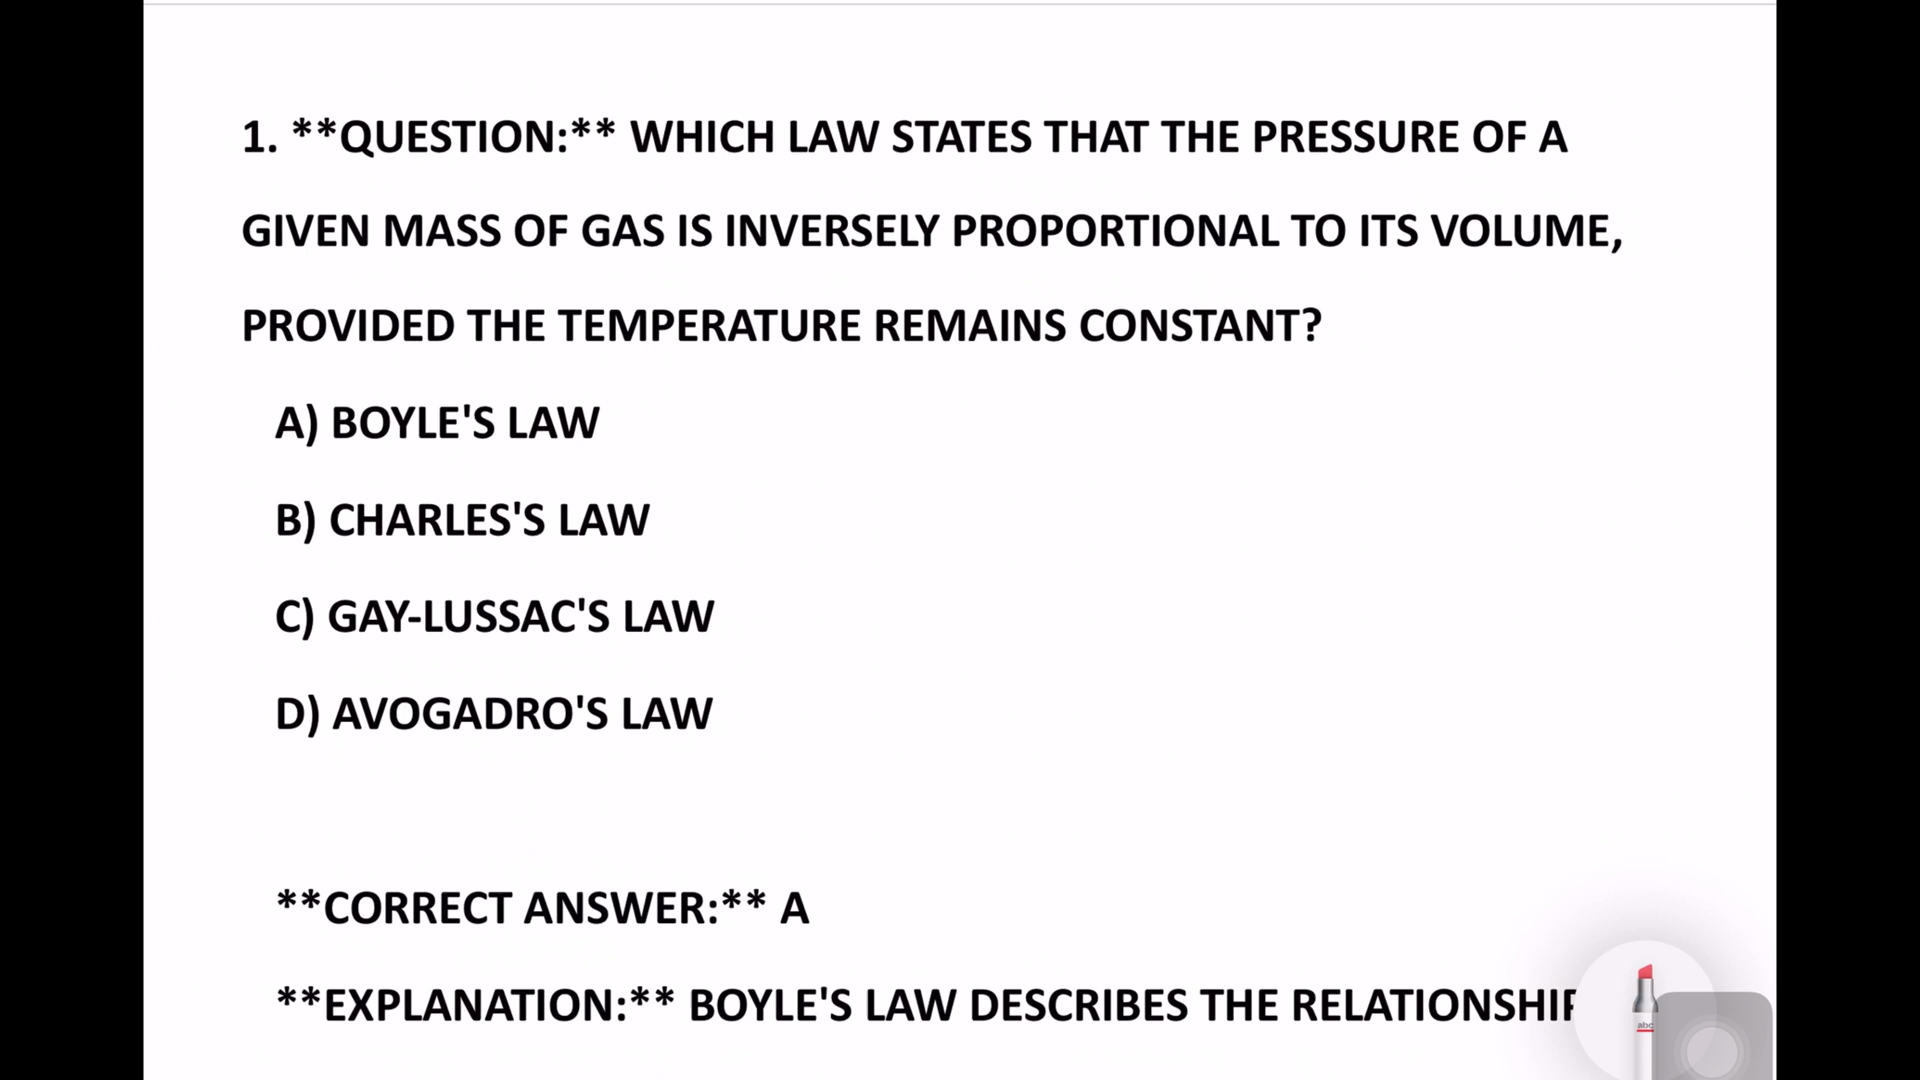 1. **QUESTION:** WHICH LAW STATES THAT THE PRESSURE OF A
GIVEN MASS OF GAS IS INVERSELY PROPORTIONAL TO ITS VOLUME,
PROVIDED THE TEMPERATURE REMAINS CONSTANT?
A) BOYLE'S LAW
B) CHARLES'S LAW
C) GAY-LUSSAC'S LAW
D) AVOGADRO'S LAW
**CORRECT ANSWER:** A
**EXPLANATION:** BOYLE'S LAW DESCRIBES THE RELATIONSHIP
abc